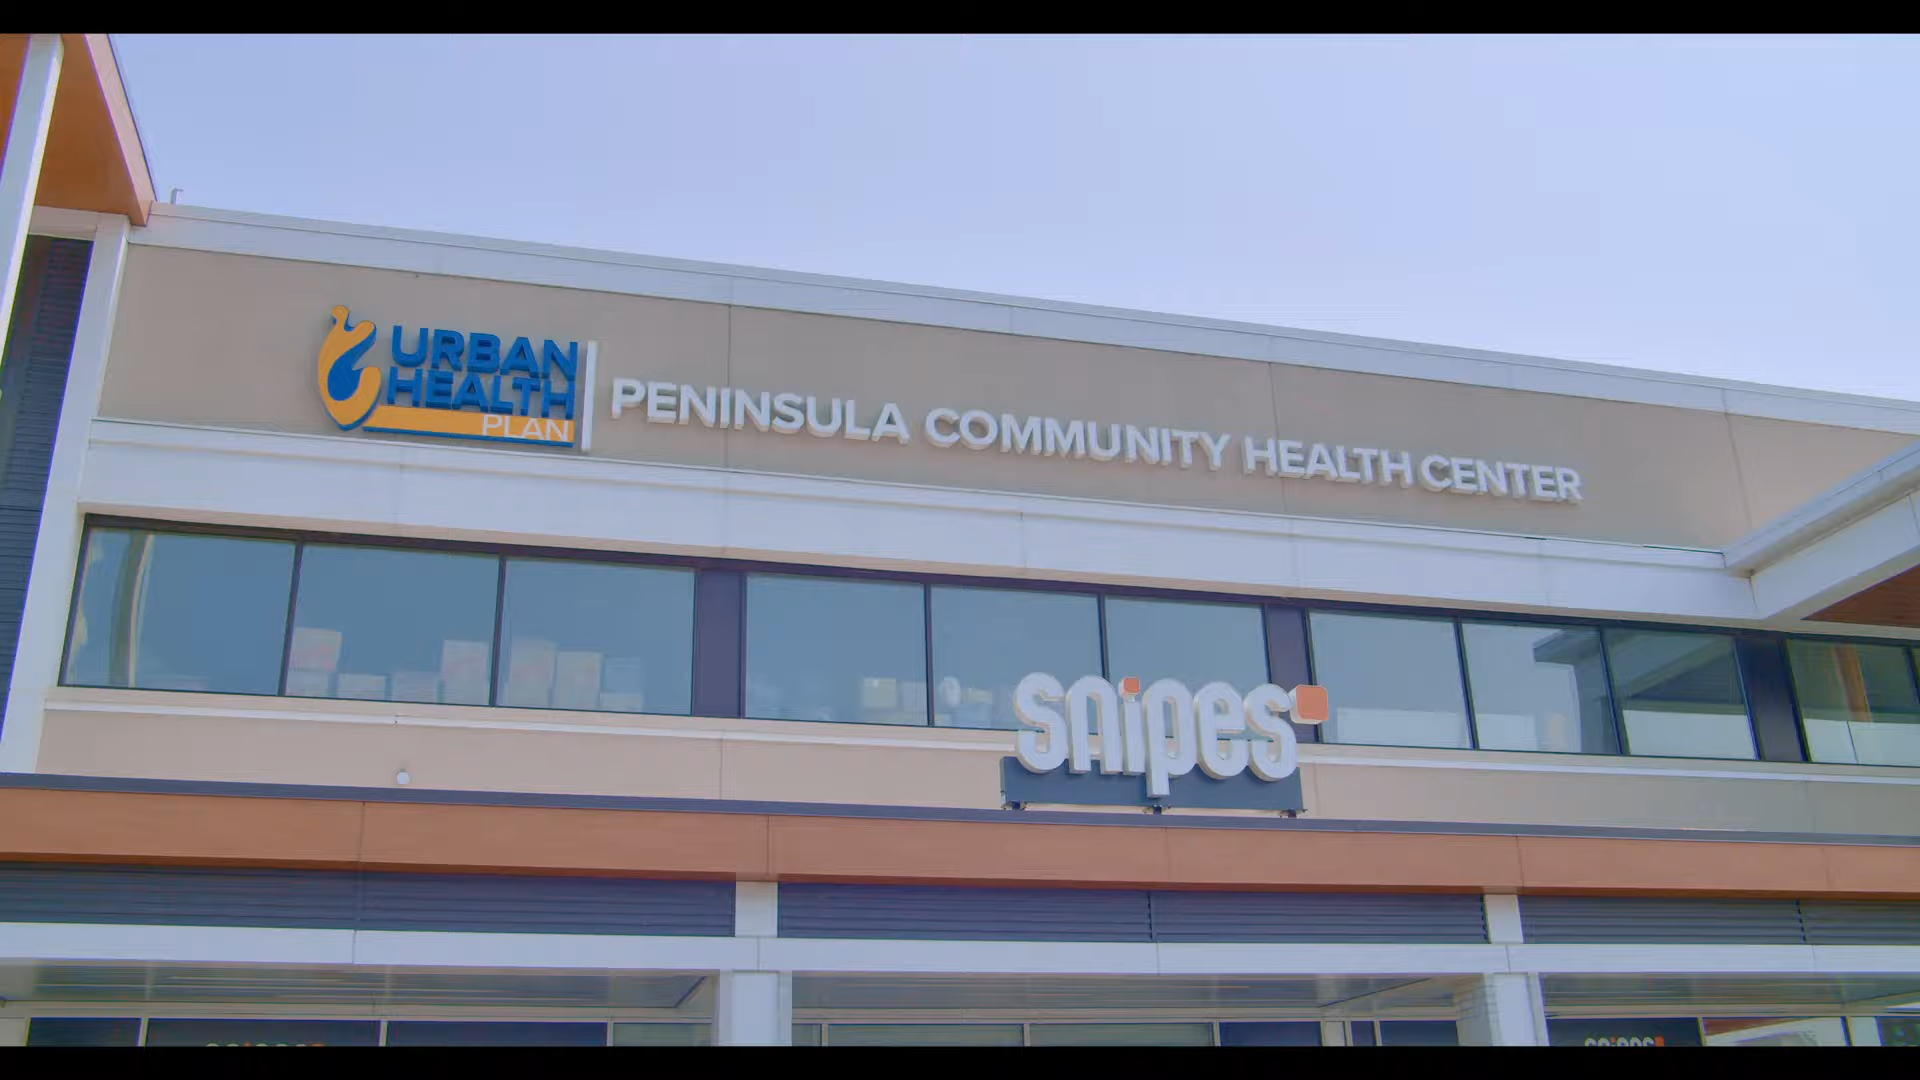 URBAN
HEALTH
PLAN
PENINSULA COMMUNITY HEALTH CENTER
snipes